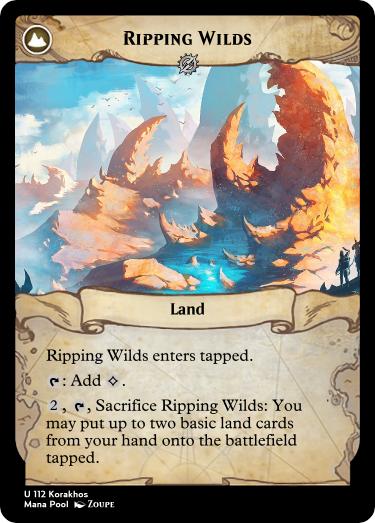 Ripping Wilds
Land
Ripping Wilds enters tapped.
: Add .
2, , Sacrifice Ripping Wilds: You
may put up to two basic land cards
from your hand onto the battlefield
tapped.
U 112 Korakhos
Mana Pool Zoupe